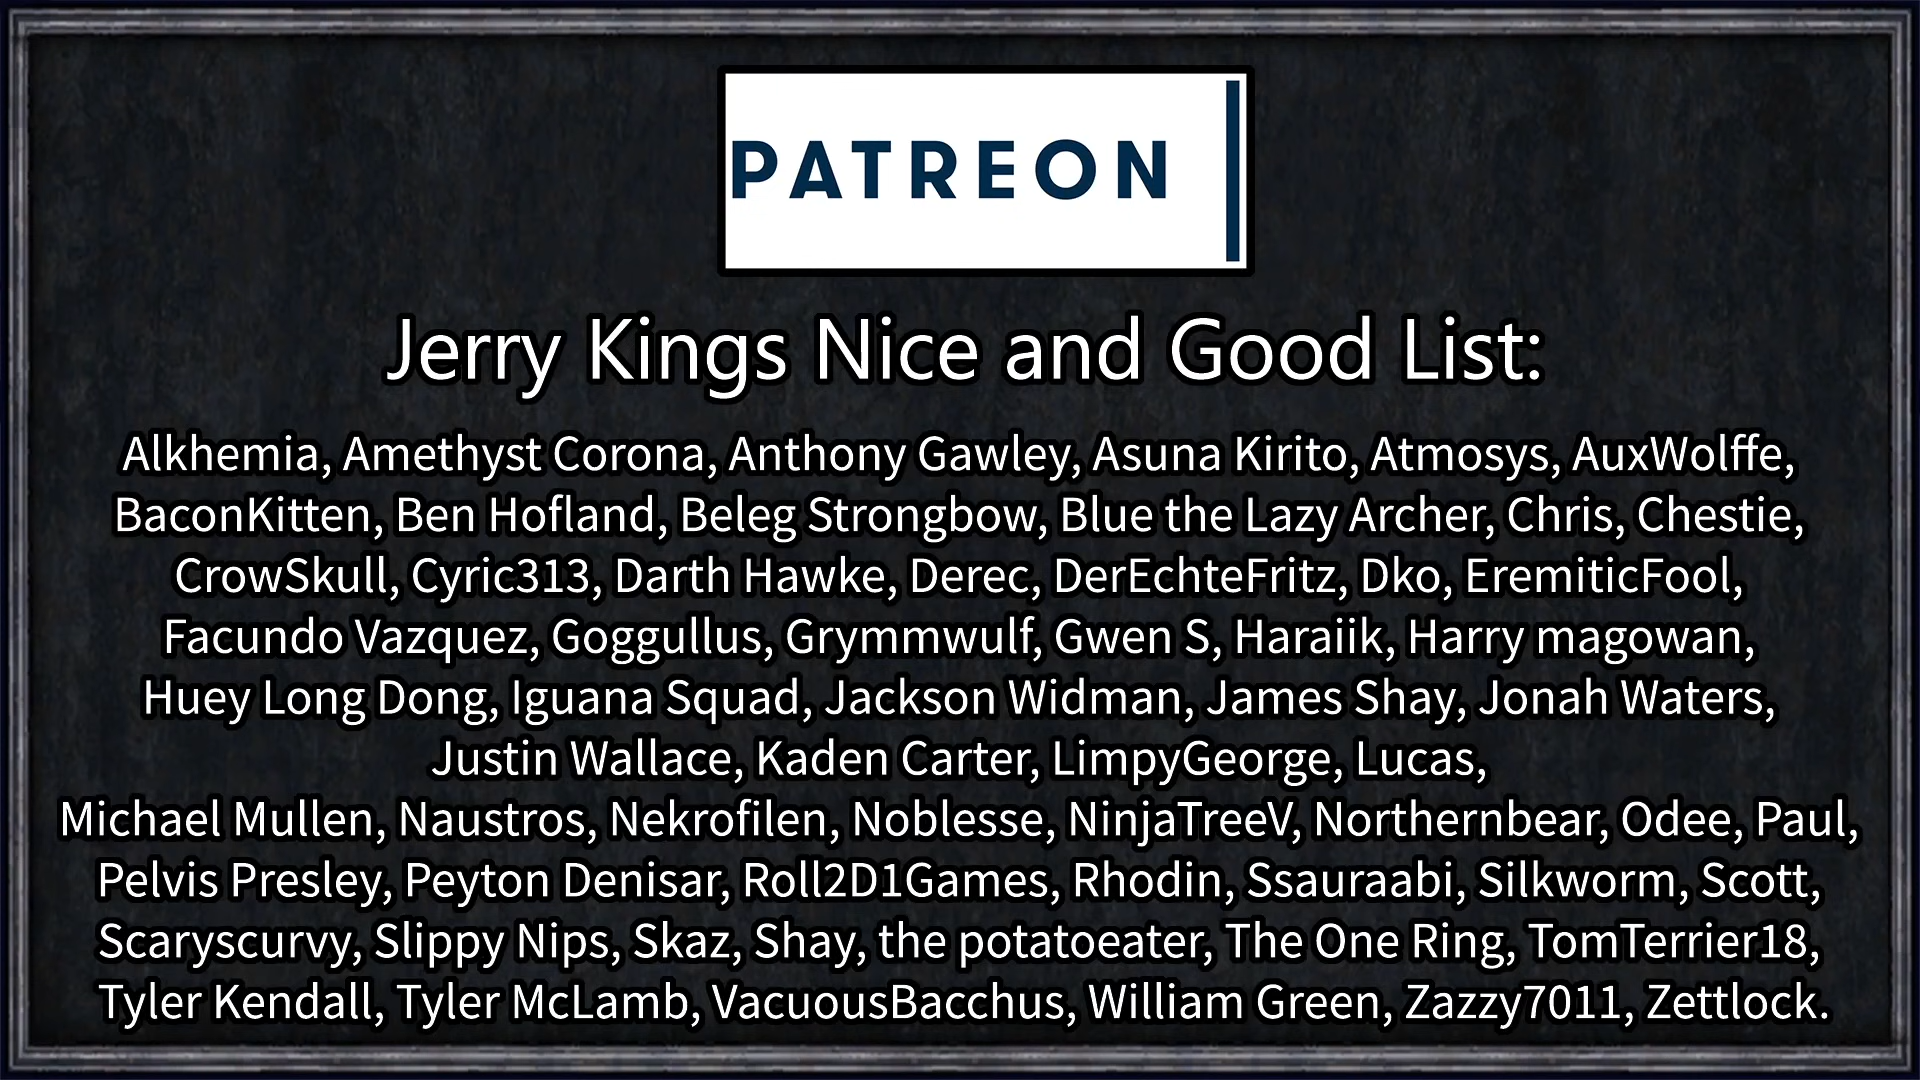 PATREON
Jerry Kings Nice and Good List:
Alkhemia, Amethyst Corona, Anthony Gawley, Asuna Kirito, Atmosys, AuxWolffe,
BaconKitten, Ben Hofland, Beleg Strongbow, Blue the Lazy Archer, Chris, Chestie,
CrowSkull, Cyric313, Darth Hawke, Derec, DerEchteFritz, Dko, EremiticFool,
Facundo Vazquez, Goggullus, Grymmwulf, Gwen S, Haraiik, Harry magowan,
Huey Long Dong, Iguana Squad, Jackson Widman, James Shay, Jonah Waters,
Justin Wallace, Kaden Carter, LimpyGeorge, Lucas,
Michael Mullen, Naustros, Nekrofilen, Noblesse, NinjaTreeV, Northernbear, Odee, Paul,
Pelvis Presley, Peyton Denisar, Roll2D1Games, Rhodin, Ssauraabi, Silkworm, Scott,
Scaryscurvy, Slippy Nips, Skaz, Shay, the potatoeater, The One Ring, TomTerrier18,
Tyler Kendall, Tyler McLamb, VacuousBacchus, William Green, Zazzy7011, Zettlock.